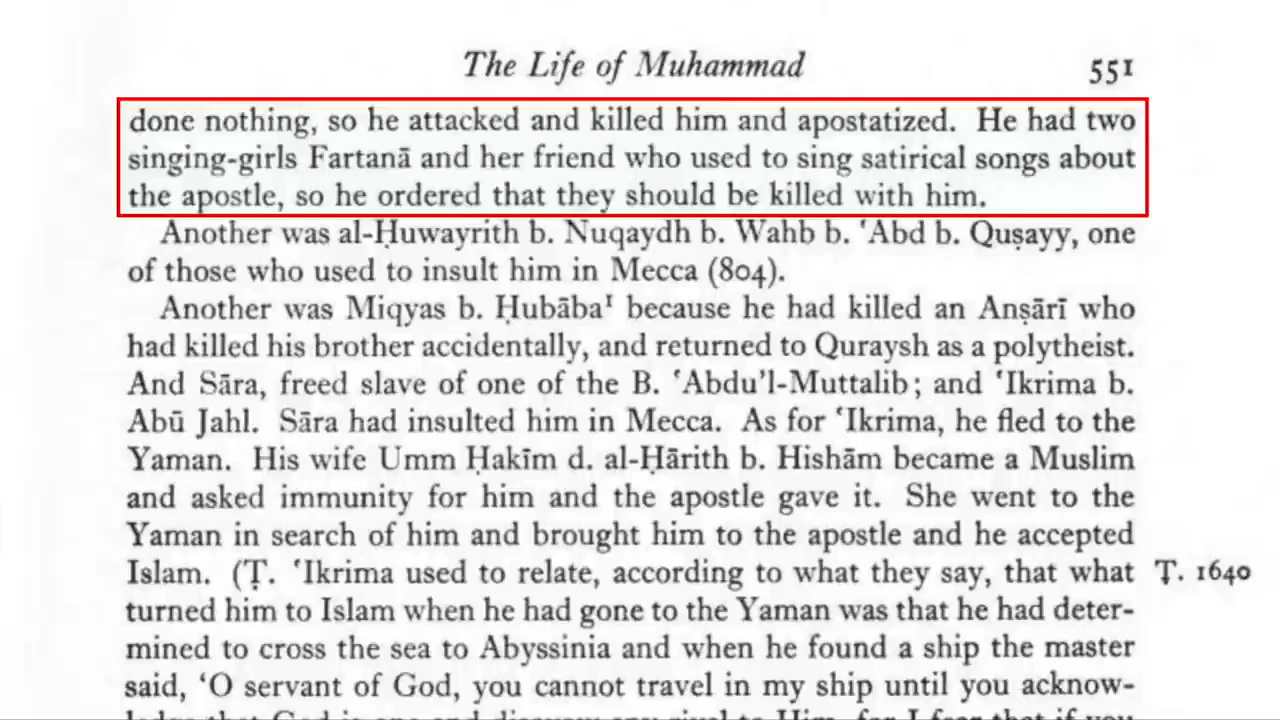 The Life of Muhammad 551
done nothing, so he attacked and killed him and apostatized. He had two
singing-girls Fartanā and her friend who used to sing satirical songs about
the apostle, so he ordered that they should be killed with him.
Another was al-Ḥuwayrith b. Nuqaydh b. Wahb b. ʿAbd b. Quṣayy, one
of those who used to insult him in Mecca (804).
Another was Miqyas b. Ḥubāba¹ because he had killed an Anṣārī who
had killed his brother accidentally, and returned to Quraysh as a polytheist.
And Sāra, freed slave of one of the B. ʿAbdu’l-Muttalib; and ʿIkrima b.
Abū Jahl. Sāra had insulted him in Mecca. As for ʿIkrima, he fled to the
Yaman. His wife Umm Ḥakīm d. al-Ḥārith b. Hishām became a Muslim
and asked immunity for him and the apostle gave it. She went to the
Yaman in search of him and brought him to the apostle and he accepted
Islam. (Ṭ. ʿIkrima used to relate, according to what they say, that what Ṭ. 1640
turned him to Islam when he had gone to the Yaman was that he had deter-
mined to cross the sea to Abyssinia and when he found a ship the master
said, ‘O servant of God, you cannot travel in my ship until you acknow-